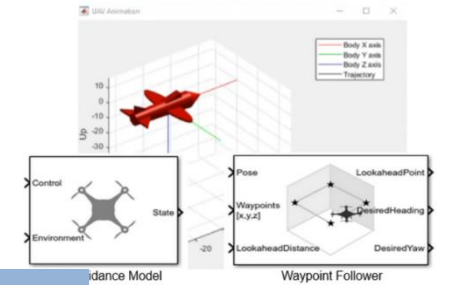 UAV Animation
Body X axis
Body Y axis
Body Z axis
Trajectory
10
0
-10
-20
-30
Up
-20
Control
Environment
State
Pose
Waypoints
[x,y,z]
LookaheadDistance
LookaheadPoint
DesiredHeading
DesiredYaw
idance Model
Waypoint Follower